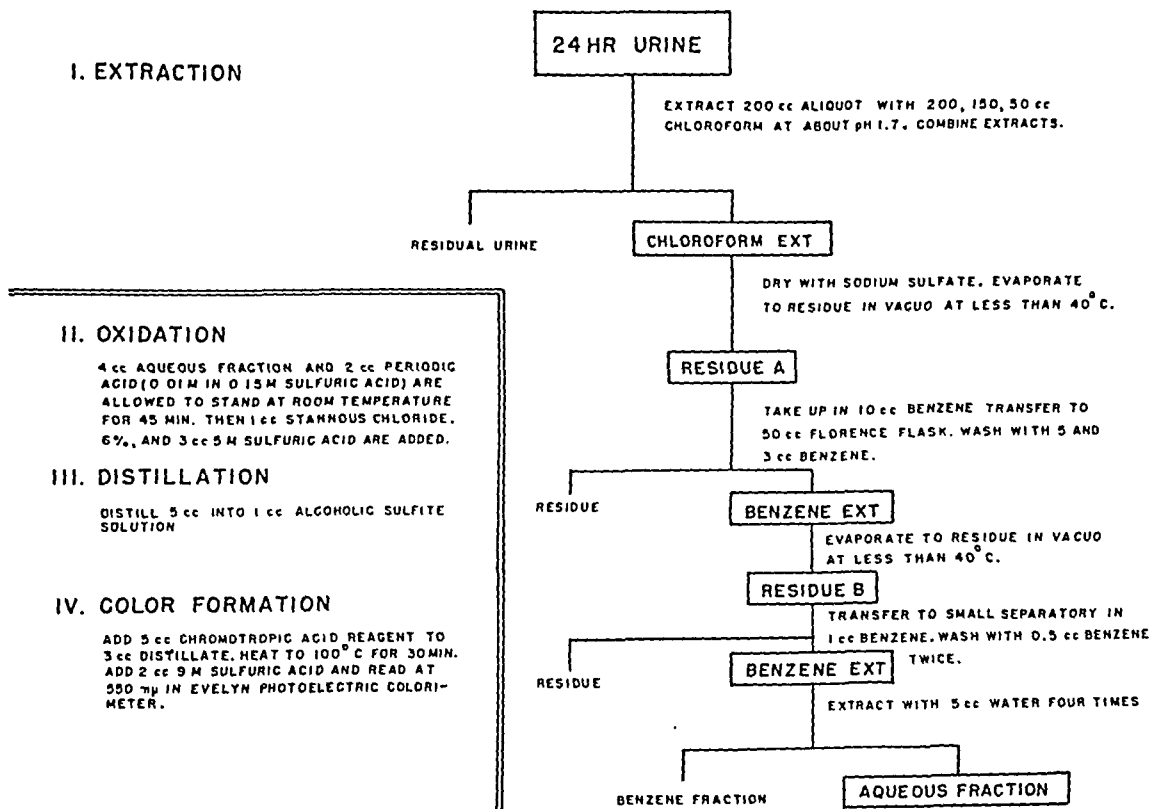 24 HR URINE
I. EXTRACTION
EXTRACT 200 cc ALIQUOT WITH 200, 150, 50 cc
CHLOROFORM AT ABOUT pH 1.7. COMBINE EXTRACTS.
RESIDUAL URINE
CHLOROFORM EXT
DRY WITH SODIUM SULFATE. EVAPORATE
TO RESIDUE IN VACUO AT LESS THAN 40°C.
RESIDUE A
TAKE UP IN 10 cc BENZENE TRANSFER TO
50 cc FLORENCE FLASK. WASH WITH 5 AND
3 cc BENZENE.
RESIDUE
BENZENE EXT
EVAPORATE TO RESIDUE IN VACUO
AT LESS THAN 40°C.
RESIDUE B
TRANSFER TO SMALL SEPARATORY IN
1 cc BENZENE. WASH WITH 0.5 cc BENZENE
TWICE.
RESIDUE
BENZENE EXT
EXTRACT WITH 5 cc WATER FOUR TIMES
BENZENE FRACTION
AQUEOUS FRACTION
II. OXIDATION
4 cc AQUEOUS FRACTION AND 2 cc PERIODIC
ACID (0 01 M IN 0 15 M SULFURIC ACID) ARE
ALLOWED TO STAND AT ROOM TEMPERATURE
FOR 45 MIN. THEN 1 cc STANNOUS CHLORIDE,
6%, AND 3 cc 5 M SULFURIC ACID ARE ADDED.
III. DISTILLATION
DISTILL 5 cc INTO 1 cc ALCOHOLIC SULFITE
SOLUTION
IV. COLOR FORMATION
ADD 5 cc CHROMOTROPIC ACID REAGENT TO
3 cc DISTILLATE. HEAT TO 100°C FOR 30 MIN.
ADD 2 cc 9 M SULFURIC ACID AND READ AT
550 mμ IN EVELYN PHOTOELECTRIC COLORI-
METER.